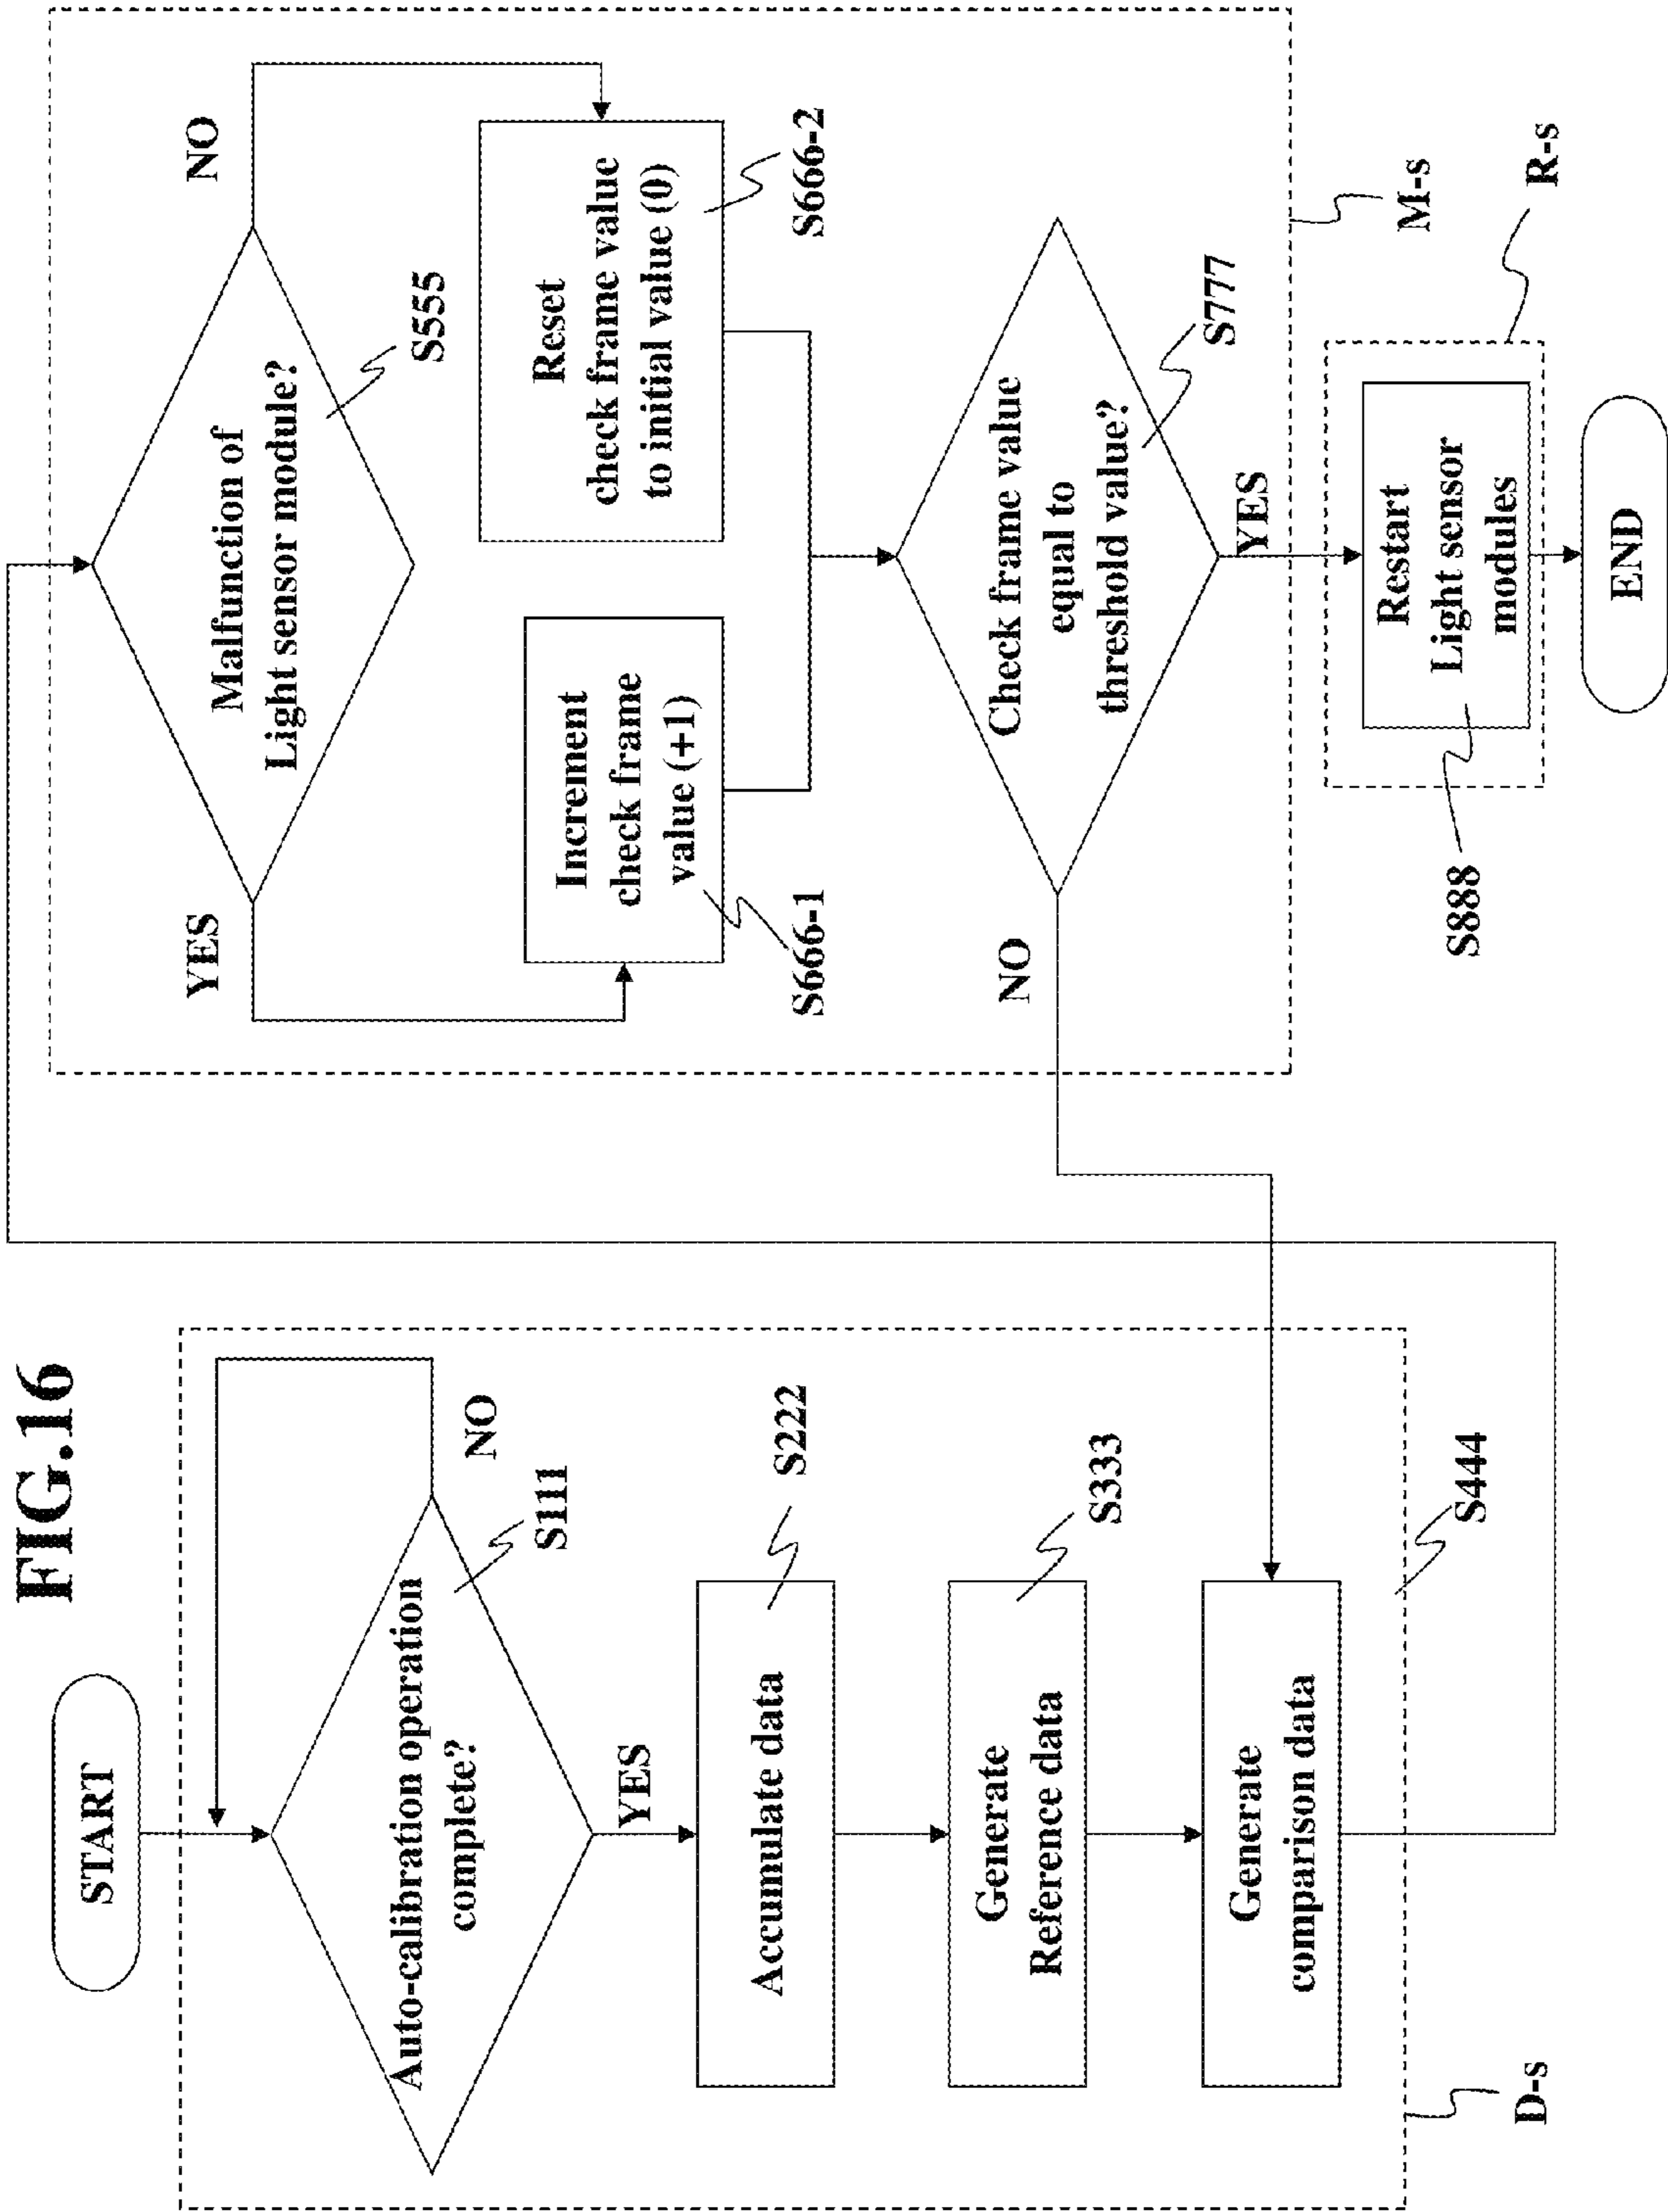 FIG.16
START
Auto-calibration operation
complete?
NO
S111
YES
Accumulate data
S222
Generate
Reference data
S333
Generate
comparison data
S444
D-s
Malfunction of
Light sensor module?
YES
NO
S555
Increment
check frame
value (+1)
S666-1
Reset
check frame value
to initial value (0)
S666-2
Check frame value
equal to
threshold value?
NO
S777
YES
M-s
Restart
Light sensor
modules
S888
R-s
END